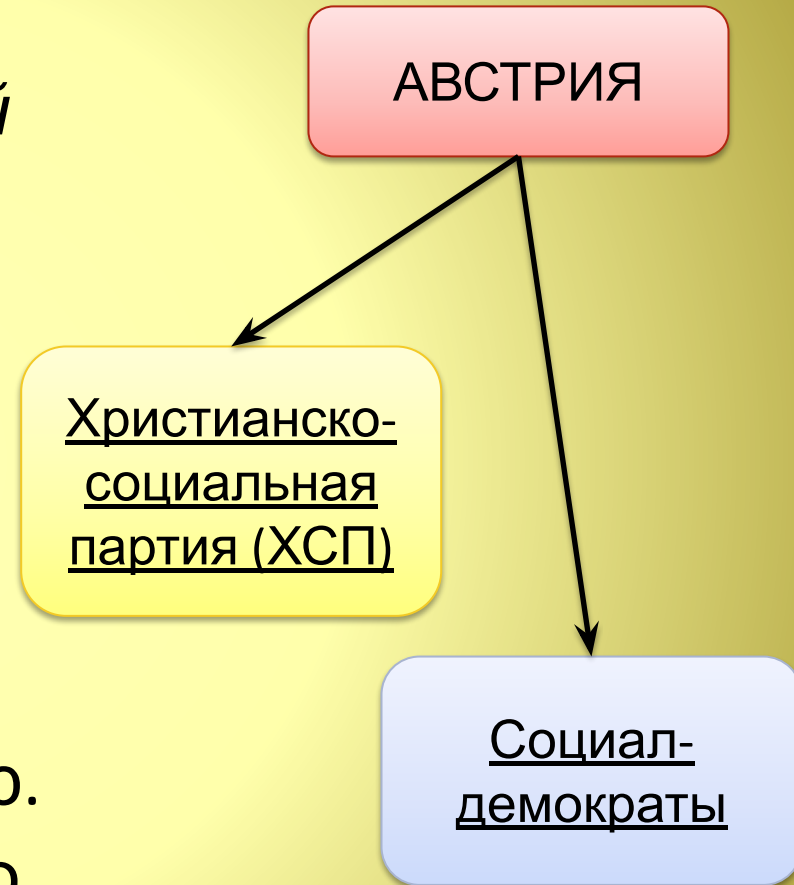 й
АВСТРИЯ
Христианско-
социальная
партия (ХСП)
Социал-
демократы
р.